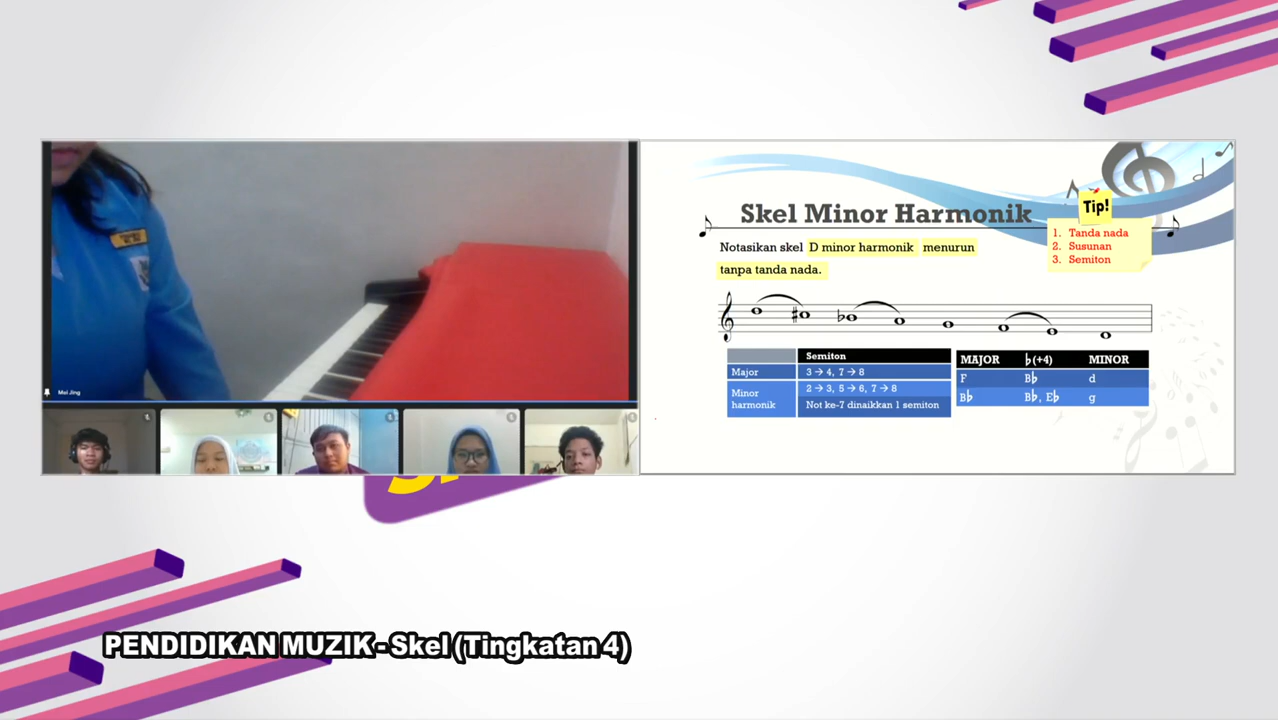 Mei Jing
Skel Minor Harmonik
Tip!
1. Tanda nada
2. Susunan
3. Semiton
Notasikan skel D minor harmonik menurun
tanpa tanda nada.
Semiton
Major 3 → 4, 7 → 8
Minor harmonik 2 → 3, 5 → 6, 7 → 8
Not ke-7 dinaikkan 1 semiton
MAJOR ♭(+4) MINOR
F B♭ d
B♭ B♭, E♭ g
PENDIDIKAN MUZIK - Skel (Tingkatan 4)